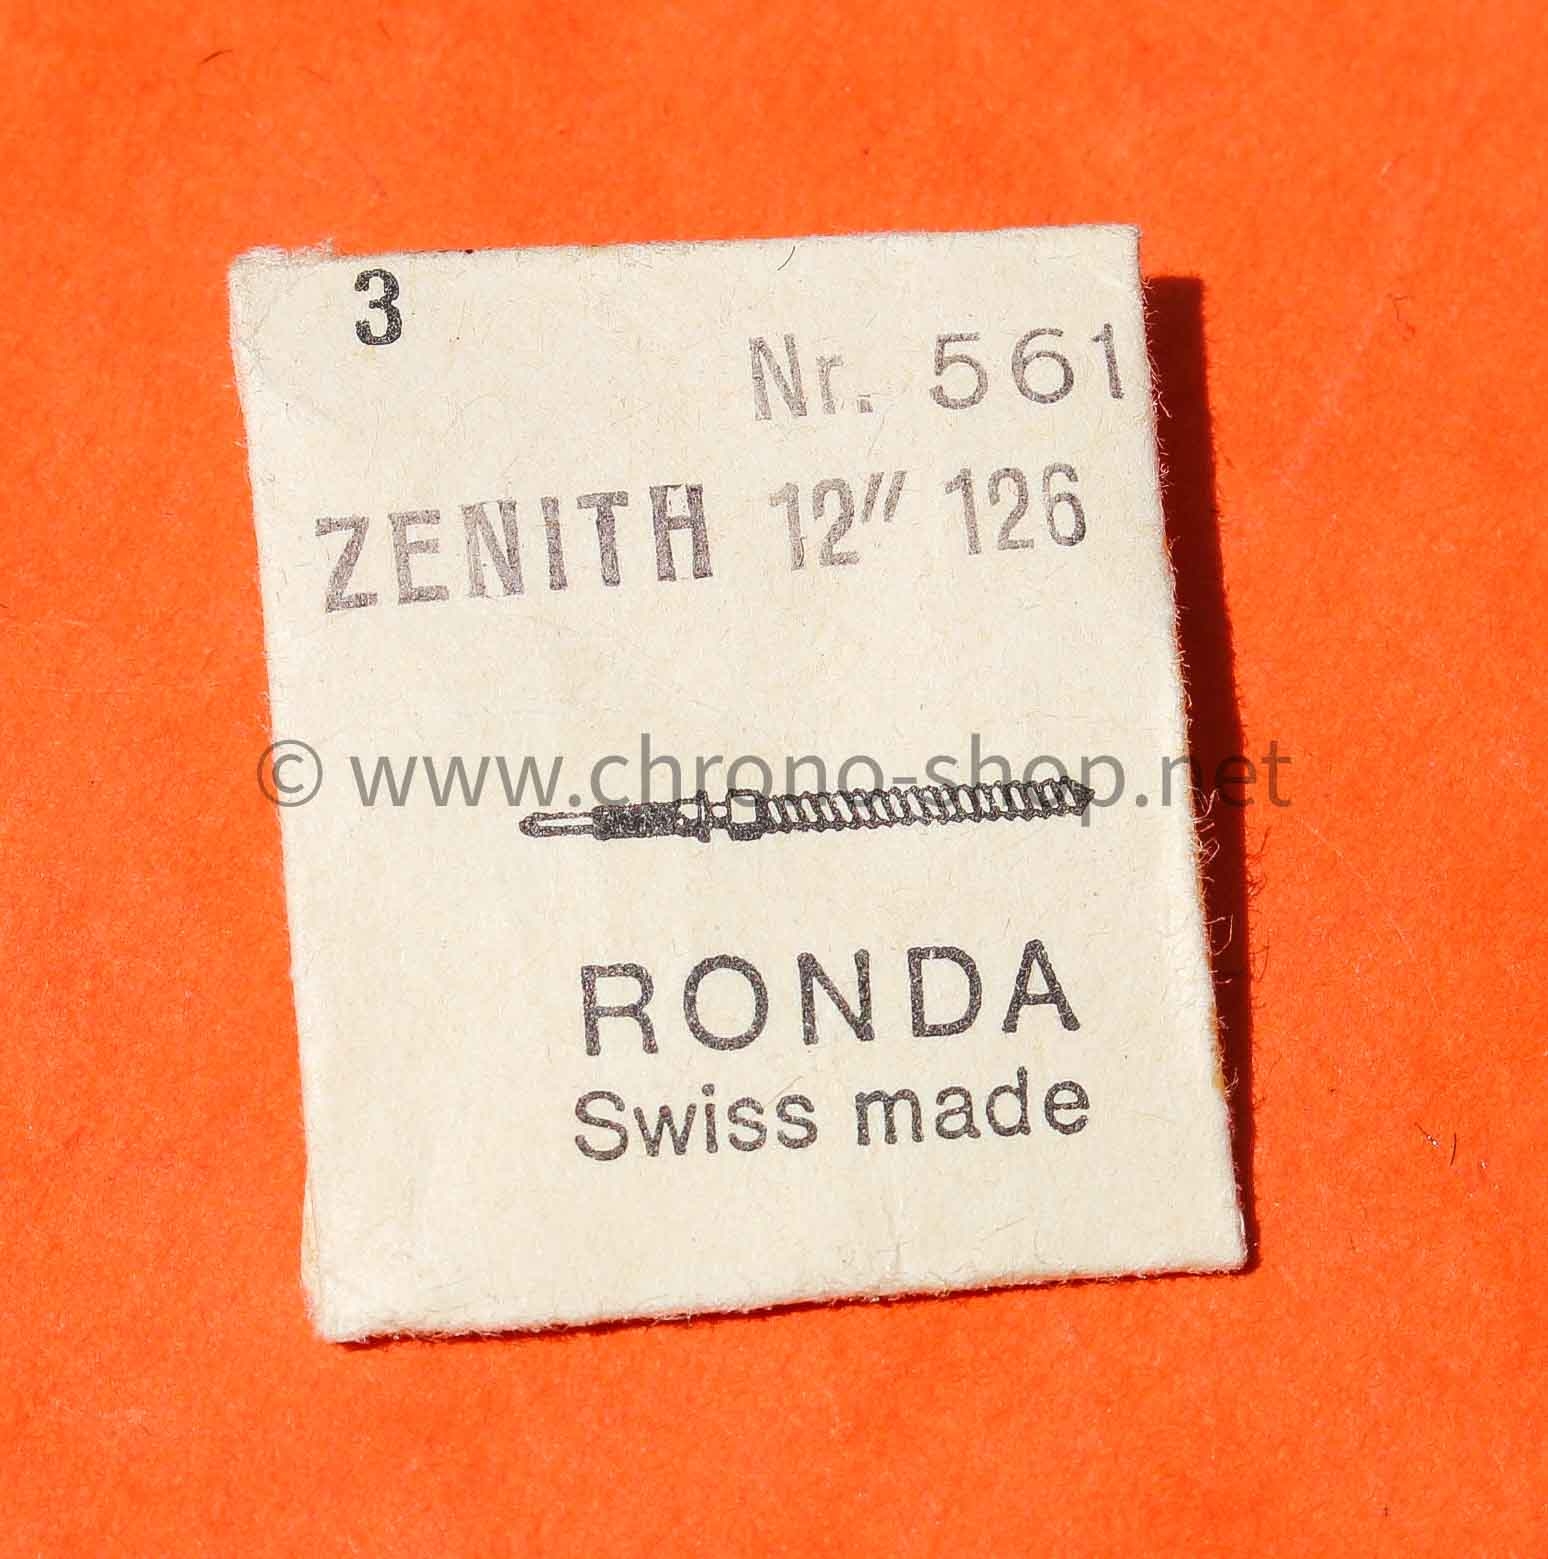 3
Nr. 561
ZENITH 12''' 126
© www.chrono-shop.net
RONDA
Swiss made